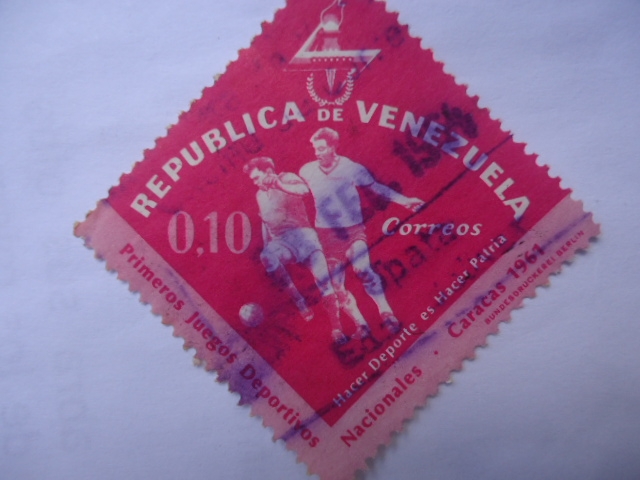 REPUBLICA DE VENEZUELA
0,10
Correos
Hacer Deporte es Hacer Patria
Primeros Juegos Deportivos
Nacionales · Caracas 1961
BUNDESDRUCKEREI BERLIN